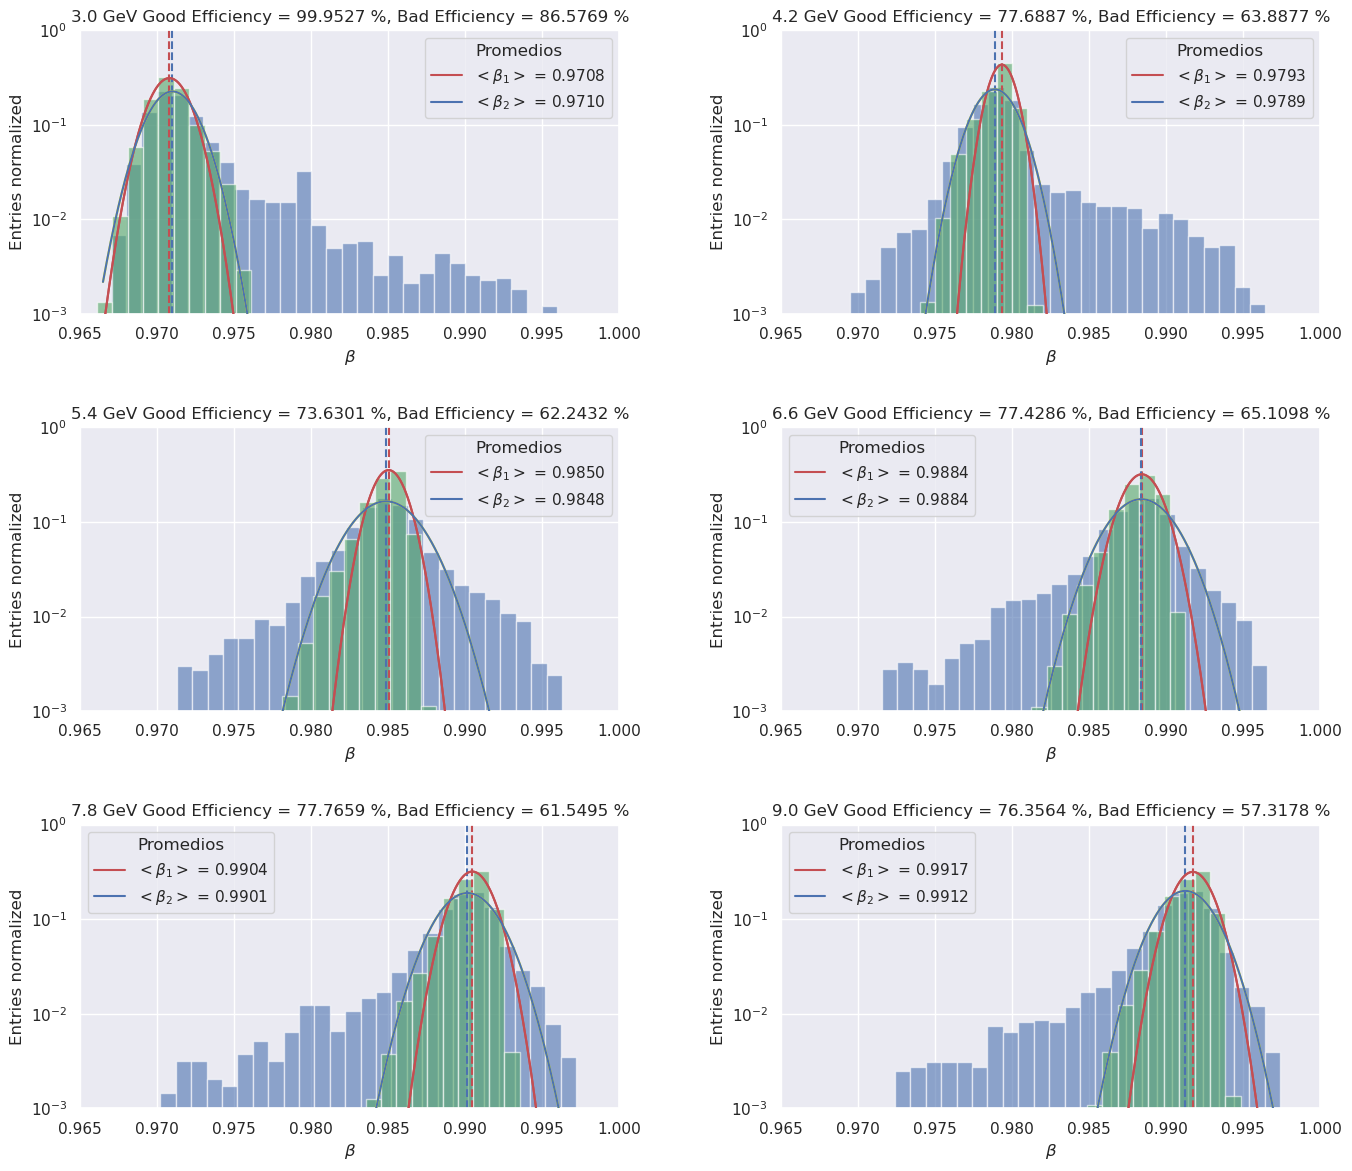 3.0 GeV Good Efficiency = 99.9527 %, Bad Efficiency = 86.5769 %
Promedios
< β₁ > = 0.9708
< β₂ > = 0.9710
Entries normalized
10⁰
10⁻¹
10⁻²
10⁻³
0.965 0.970 0.975 0.980 0.985 0.990 0.995 1.000
β
4.2 GeV Good Efficiency = 77.6887 %, Bad Efficiency = 63.8877 %
Promedios
< β₁ > = 0.9793
< β₂ > = 0.9789
Entries normalized
10⁰
10⁻¹
10⁻²
10⁻³
0.965 0.970 0.975 0.980 0.985 0.990 0.995 1.000
β
5.4 GeV Good Efficiency = 73.6301 %, Bad Efficiency = 62.2432 %
Promedios
< β₁ > = 0.9850
< β₂ > = 0.9848
Entries normalized
10⁰
10⁻¹
10⁻²
10⁻³
0.965 0.970 0.975 0.980 0.985 0.990 0.995 1.000
β
6.6 GeV Good Efficiency = 77.4286 %, Bad Efficiency = 65.1098 %
Promedios
< β₁ > = 0.9884
< β₂ > = 0.9884
Entries normalized
10⁰
10⁻¹
10⁻²
10⁻³
0.965 0.970 0.975 0.980 0.985 0.990 0.995 1.000
β
7.8 GeV Good Efficiency = 77.7659 %, Bad Efficiency = 61.5495 %
Promedios
< β₁ > = 0.9904
< β₂ > = 0.9901
Entries normalized
10⁰
10⁻¹
10⁻²
10⁻³
0.965 0.970 0.975 0.980 0.985 0.990 0.995 1.000
β
9.0 GeV Good Efficiency = 76.3564 %, Bad Efficiency = 57.3178 %
Promedios
< β₁ > = 0.9917
< β₂ > = 0.9912
Entries normalized
10⁰
10⁻¹
10⁻²
10⁻³
0.965 0.970 0.975 0.980 0.985 0.990 0.995 1.000
β